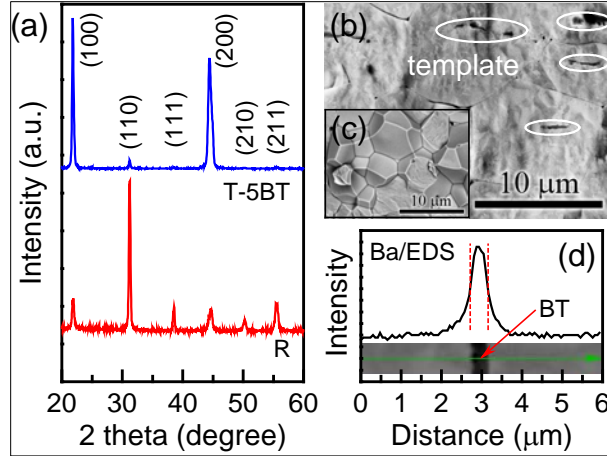 (a)
(100)
(110)
(111)
(200)
(210)
(211)
T-5BT
R
Intensity (a.u.)
20 30 40 50 60
2 theta (degree)
(b)
template
10 μm
(c)
10 μm
(d)
Ba/EDS
BT
Intensity
0 1 2 3 4 5 6
Distance (μm)